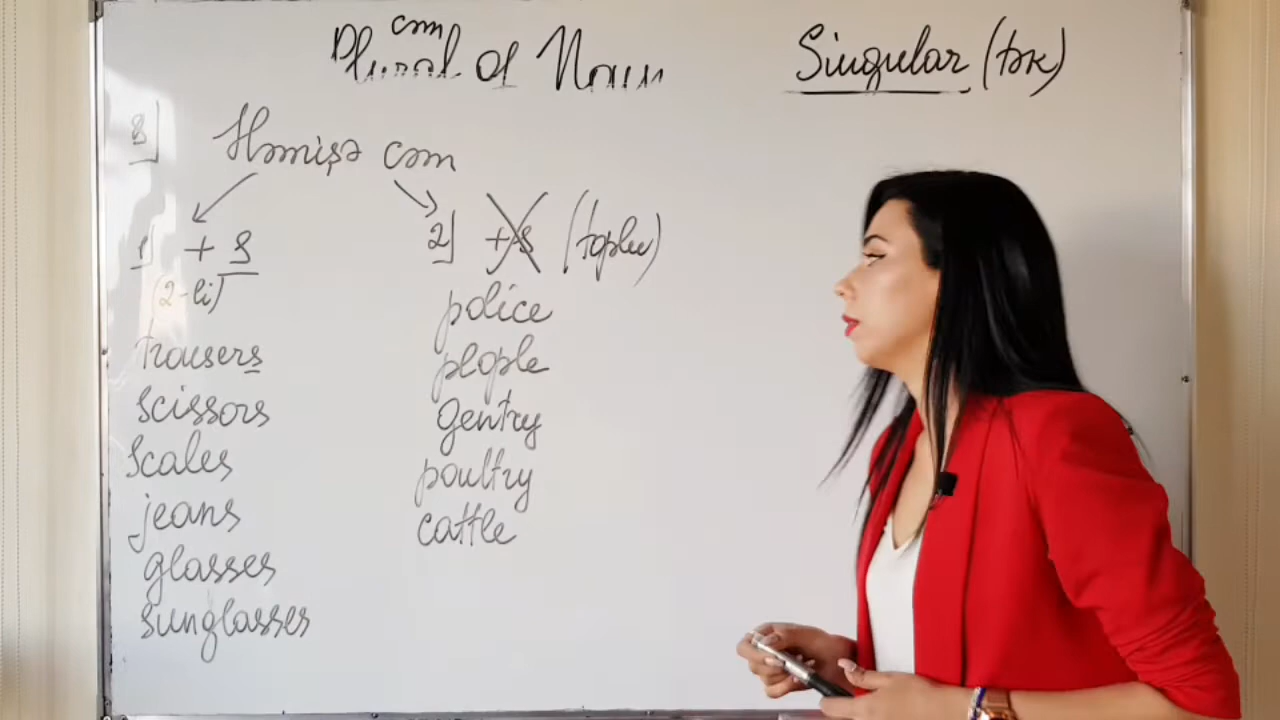 cəm
Plural of Noun
Singular (tək)
8]
Həmişə cəm
1] + s
(2-li)
trousers
scissors
scales
jeans
glasses
sunglasses
2] +s (toplu)
police
people
gentry
poultry
cattle